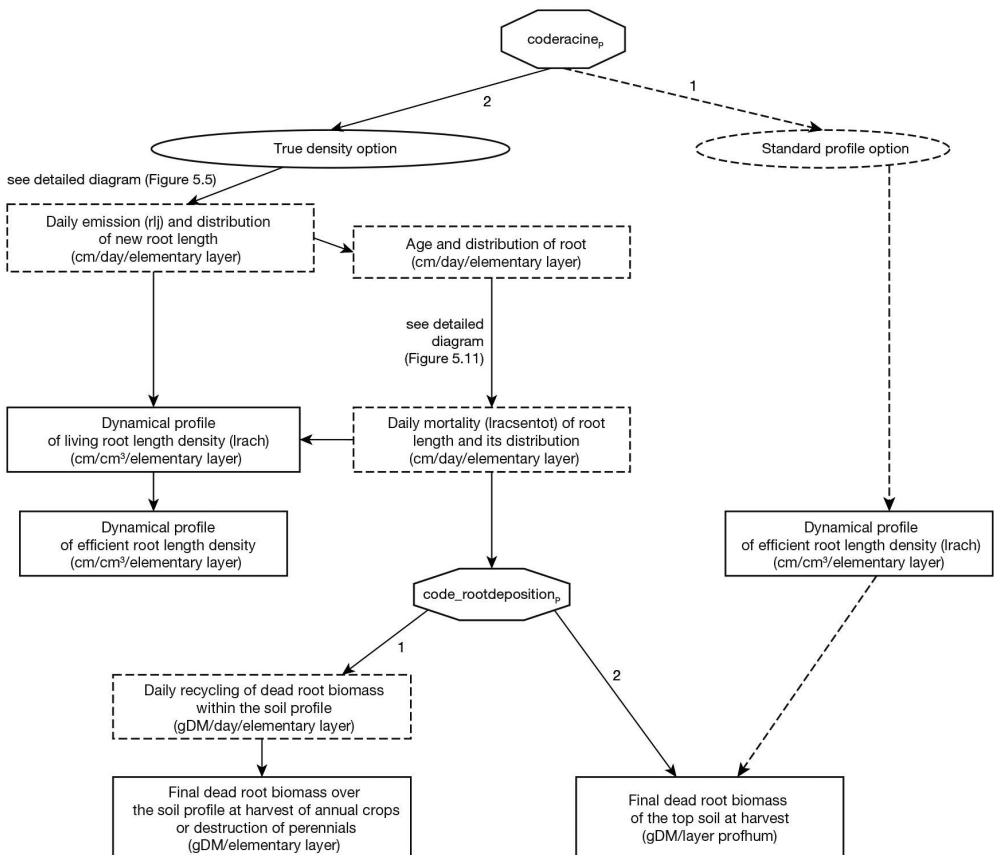 coderacineP
2
1
True density option
Standard profile option
see detailed diagram (Figure 5.5)
Daily emission (rlj) and distribution
of new root length
(cm/day/elementary layer)
Age and distribution of root
(cm/day/elementary layer)
see detailed
diagram
(Figure 5.11)
Dynamical profile
of living root length density (lrach)
(cm/cm³/elementary layer)
Daily mortality (lracsentot) of root
length and its distribution
(cm/day/elementary layer)
Dynamical profile
of efficient root length density
(cm/cm³/elementary layer)
Dynamical profile
of efficient root length density (lrach)
(cm/cm³/elementary layer)
code_rootdepositionP
1
2
Daily recycling of dead root biomass
within the soil profile
(gDM/day/elementary layer)
Final dead root biomass over
the soil profile at harvest of annual crops
or destruction of perennials
(gDM/elementary layer)
Final dead root biomass
of the top soil at harvest
(gDM/layer profhum)